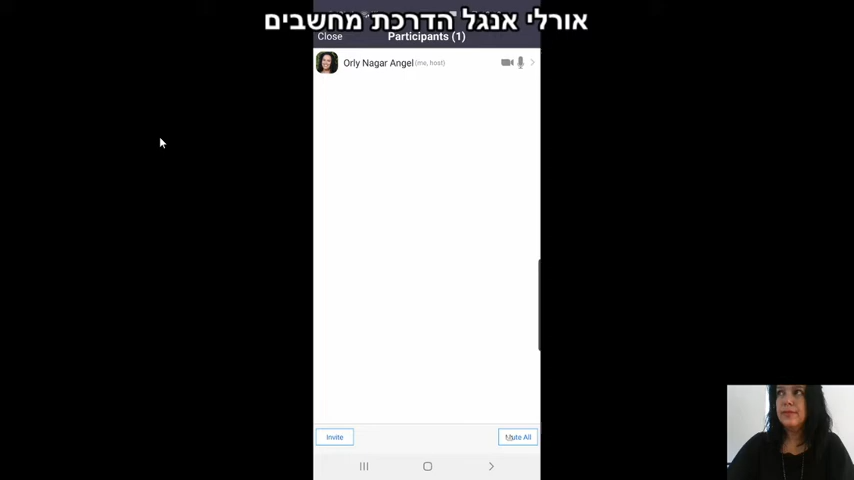 אורלי אנגל הדרכת מחשבים
Close Participants (1)
Orly Nagar Angel (me, host)
Invite Mute All